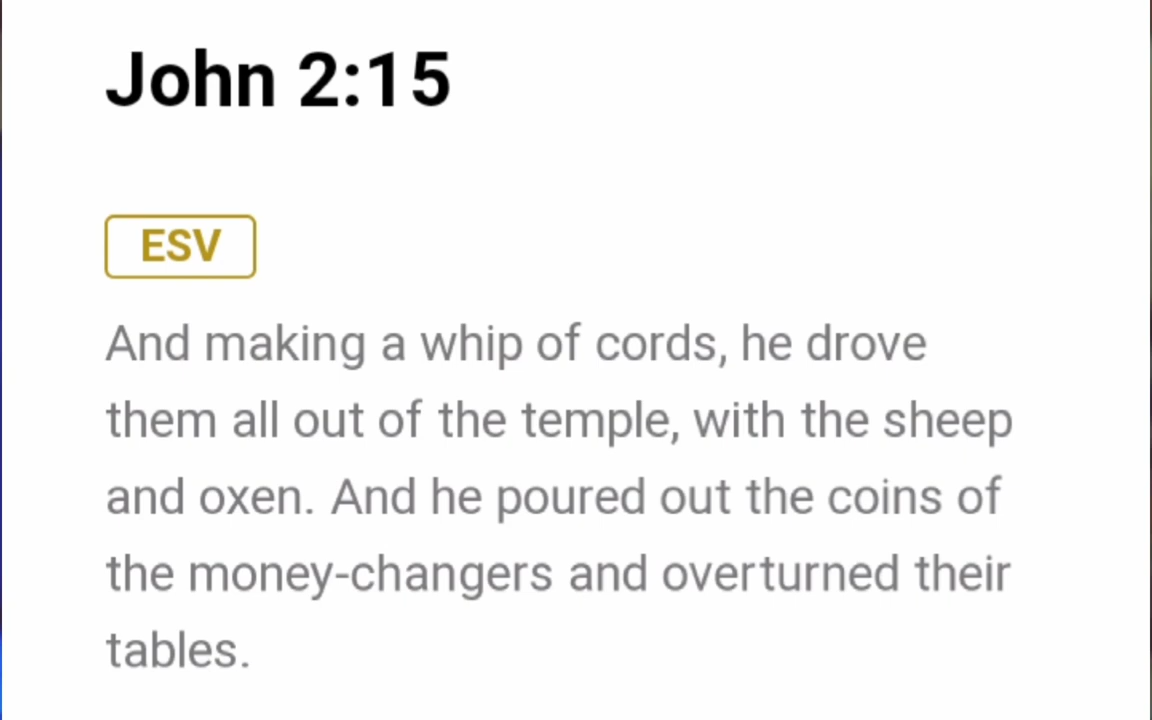 John 2:15
ESV
And making a whip of cords, he drove
them all out of the temple, with the sheep
and oxen. And he poured out the coins of
the money-changers and overturned their
tables.